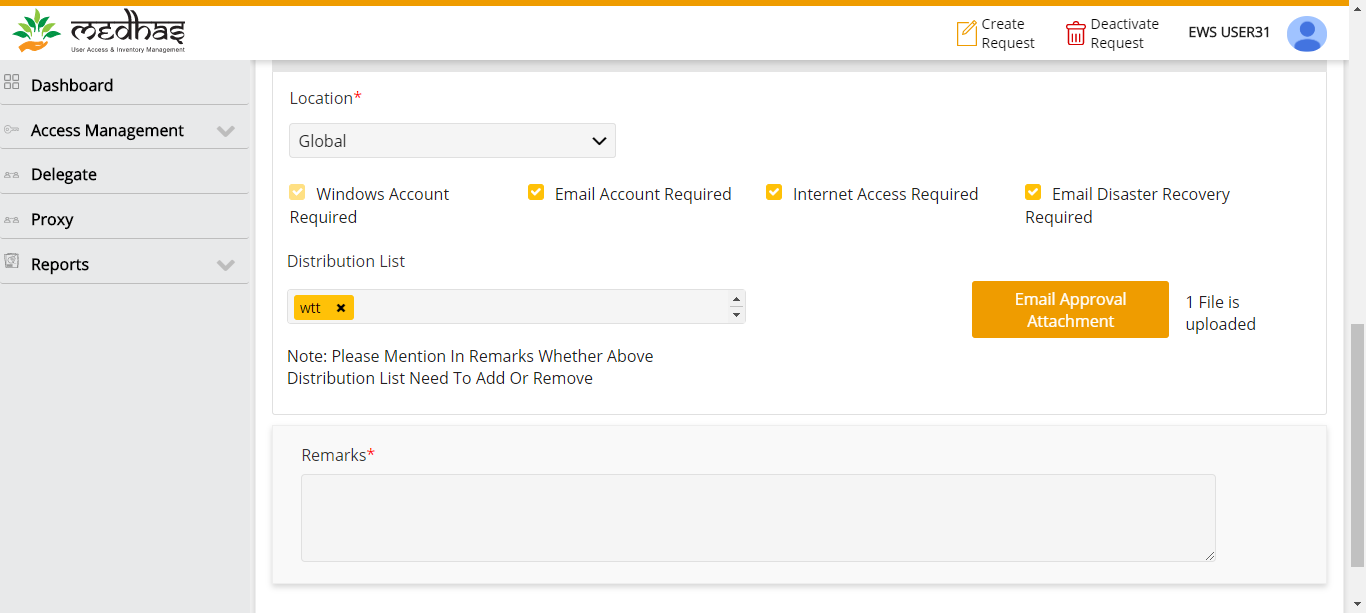 medhas
User Access & Inventory Management
Create
Request
Deactivate
Request
EWS USER31
Dashboard
Access Management
Delegate
Proxy
Reports
Location*
Global
Windows Account
Required
Email Account Required
Internet Access Required
Email Disaster Recovery
Required
Distribution List
wtt
Email Approval
Attachment
1 File is
uploaded
Note: Please Mention In Remarks Whether Above
Distribution List Need To Add Or Remove
Remarks*